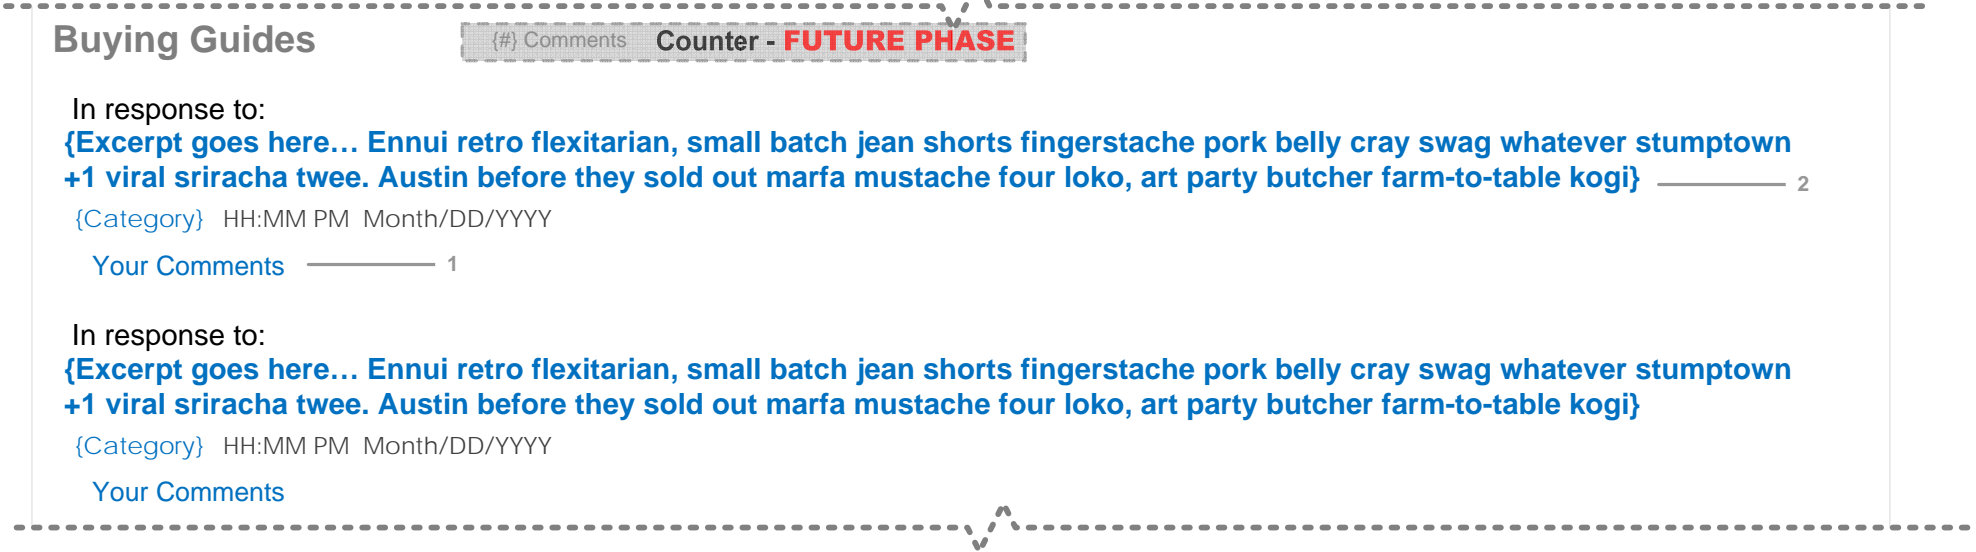 Buying Guides {#} Comments Counter - FUTURE PHASE
In response to:
{Excerpt goes here… Ennui retro flexitarian, small batch jean shorts fingerstache pork belly cray swag whatever stumptown
+1 viral sriracha twee. Austin before they sold out marfa mustache four loko, art party butcher farm-to-table kogi} 2
{Category} HH:MM PM Month/DD/YYYY
Your Comments 1
In response to:
{Excerpt goes here… Ennui retro flexitarian, small batch jean shorts fingerstache pork belly cray swag whatever stumptown
+1 viral sriracha twee. Austin before they sold out marfa mustache four loko, art party butcher farm-to-table kogi}
{Category} HH:MM PM Month/DD/YYYY
Your Comments